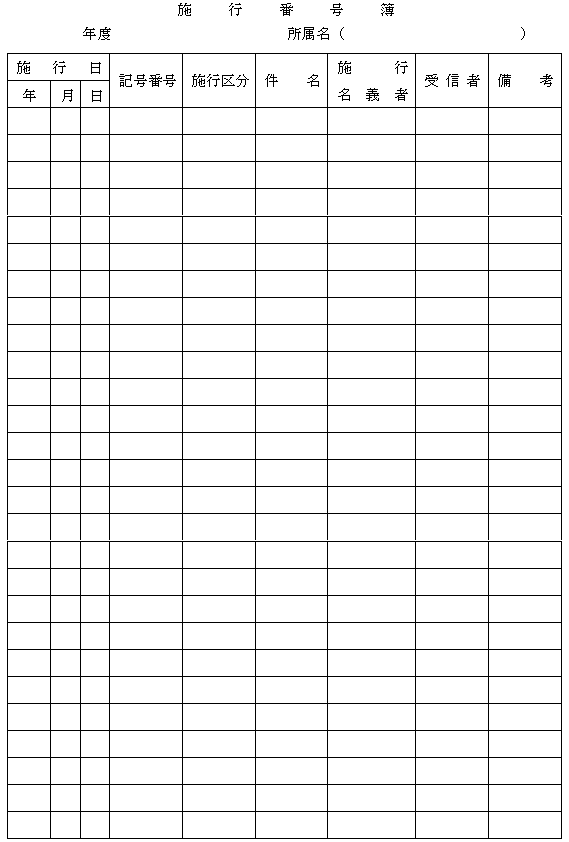 施行番号簿
年度 所属名（ ）
施行日 記号番号 施行区分 件名 施行名義者 受信者 備考
年 月 日